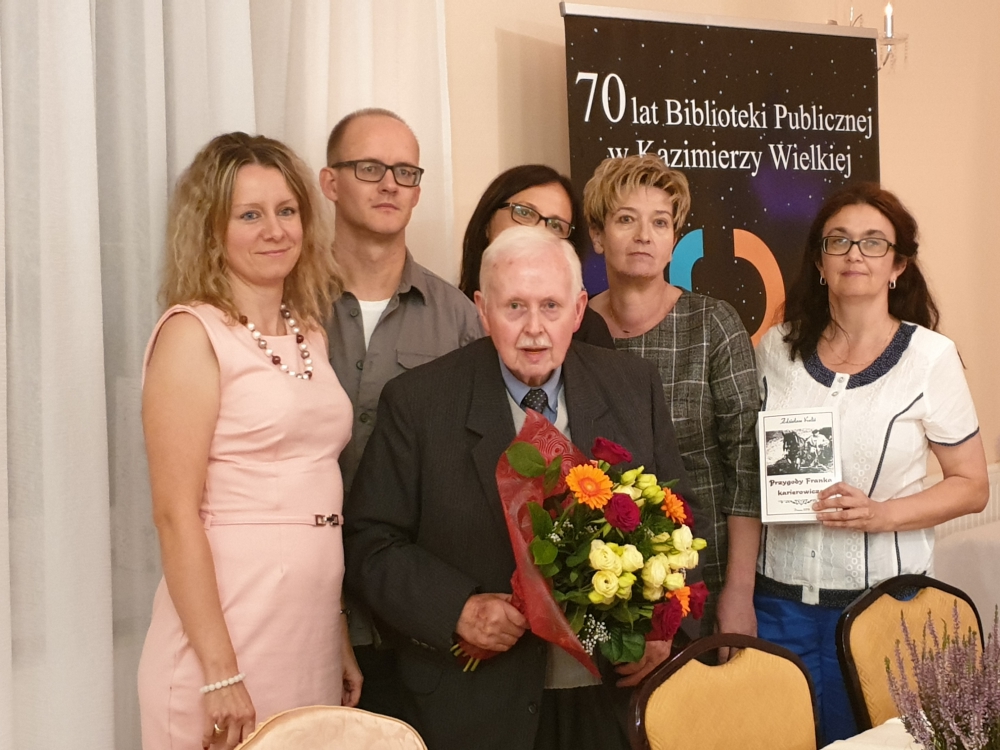 70 lat Biblioteki Publicznej
w Kazimierzy Wielkiej
Przygody Franka
karierowicza